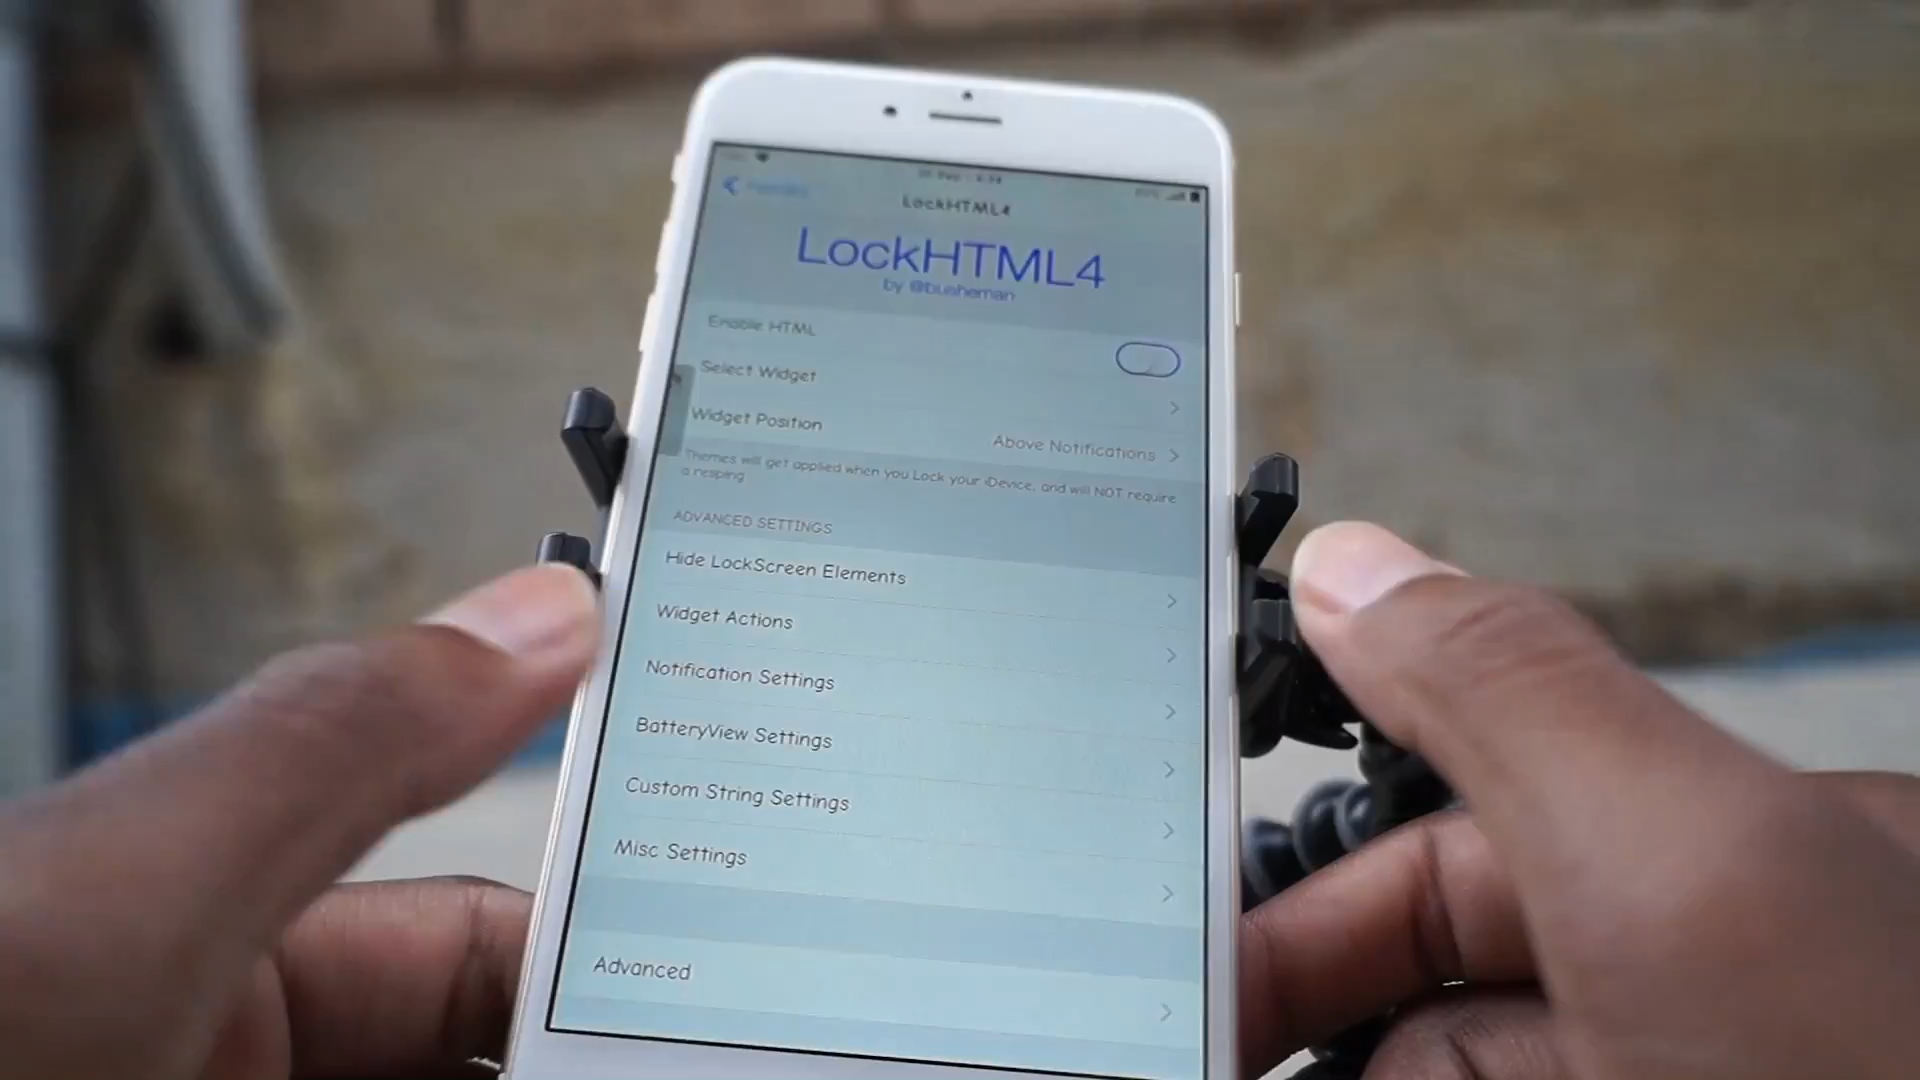 LockHTML4
LockHTML4
by @busheman
Enable HTML
Select Widget
Widget Position
Above Notifications
Themes will get applied when you Lock your iDevice, and will NOT require
a respring
ADVANCED SETTINGS
Hide LockScreen Elements
Widget Actions
Notification Settings
BatteryView Settings
Custom String Settings
Misc Settings
Advanced